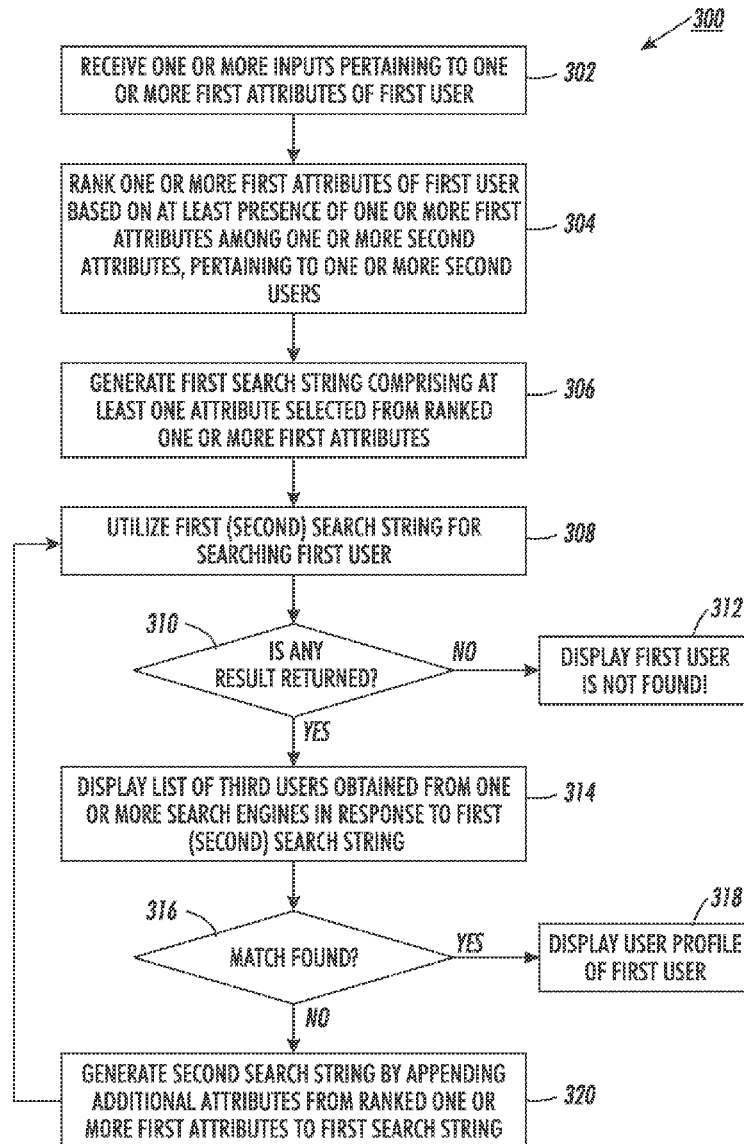 300
RECEIVE ONE OR MORE INPUTS PERTAINING TO ONE
OR MORE FIRST ATTRIBUTES OF FIRST USER
302
RANK ONE OR MORE FIRST ATTRIBUTES OF FIRST USER
BASED ON AT LEAST PRESENCE OF ONE OR MORE FIRST
ATTRIBUTES AMONG ONE OR MORE SECOND
ATTRIBUTES, PERTAINING TO ONE OR MORE SECOND
USERS
304
GENERATE FIRST SEARCH STRING COMPRISING AT
LEAST ONE ATTRIBUTE SELECTED FROM RANKED
ONE OR MORE FIRST ATTRIBUTES
306
UTILIZE FIRST (SECOND) SEARCH STRING FOR
SEARCHING FIRST USER
308
310
IS ANY
RESULT RETURNED?
NO
312
DISPLAY FIRST USER
IS NOT FOUND!
YES
DISPLAY LIST OF THIRD USERS OBTAINED FROM ONE
OR MORE SEARCH ENGINES IN RESPONSE TO FIRST
(SECOND) SEARCH STRING
314
316
MATCH FOUND?
YES
318
DISPLAY USER PROFILE
OF FIRST USER
NO
GENERATE SECOND SEARCH STRING BY APPENDING
ADDITIONAL ATTRIBUTES FROM RANKED ONE OR
MORE FIRST ATTRIBUTES TO FIRST SEARCH STRING
320